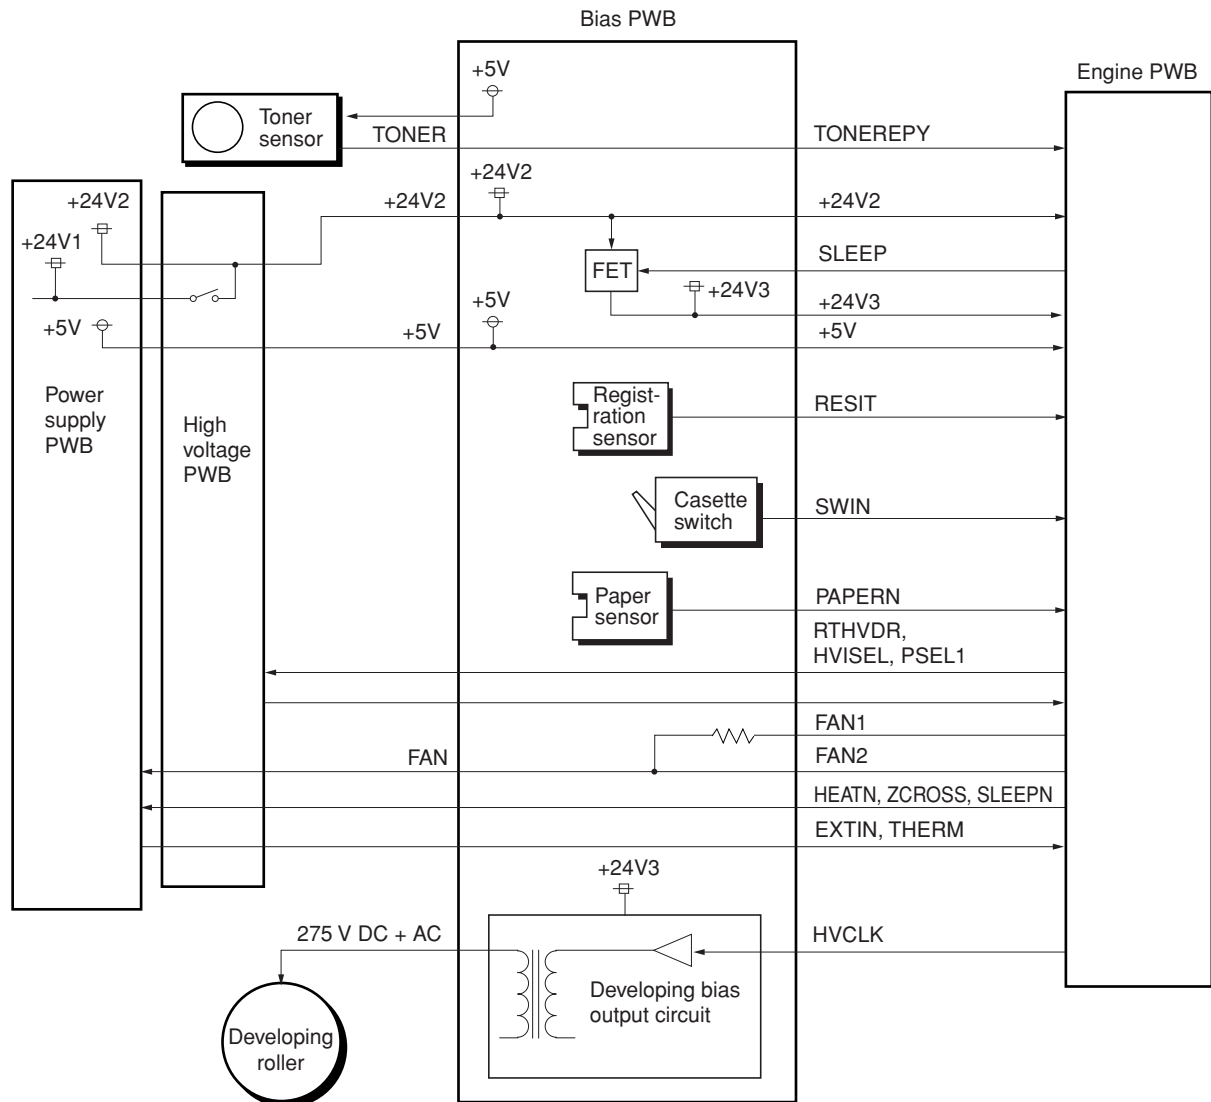 Bias PWB
Engine PWB
+5V
Toner
sensor
TONER
TONEREPY
+24V2
+24V2
+24V2
+24V2
+24V1
FET
SLEEP
+24V3
+24V3
+5V
+5V
+5V
+5V
Power
supply
PWB
High
voltage
PWB
Regist-
ration
sensor
RESIT
Casette
switch
SWIN
Paper
sensor
PAPERN
RTHVDR,
HVISEL, PSEL1
FAN1
FAN
FAN2
HEATN, ZCROSS, SLEEPN
EXTIN, THERM
+24V3
275 V DC + AC
HVCLK
Developing bias
output circuit
Developing
roller